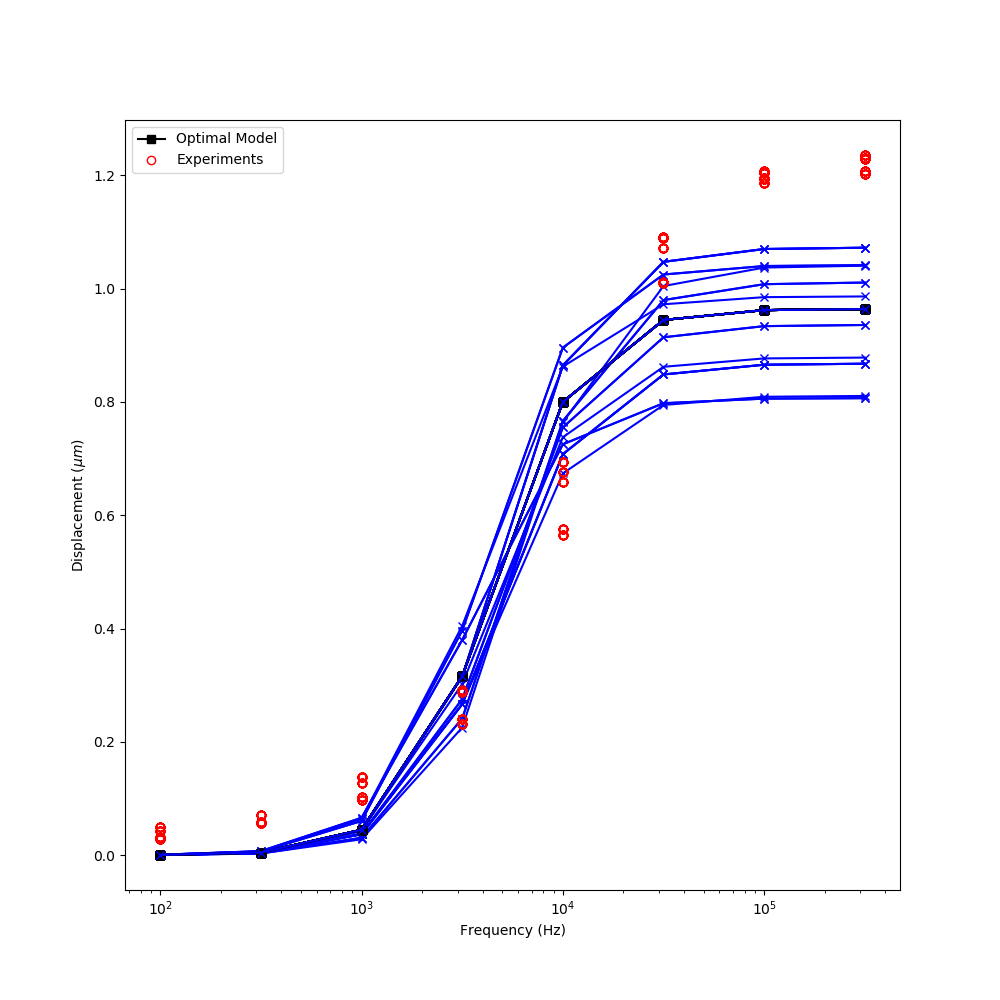 Optimal Model
Experiments
1.2
1.0
0.8
0.6
0.4
0.2
0.0
Displacement (μm)
10²
10³
10⁴
10⁵
Frequency (Hz)